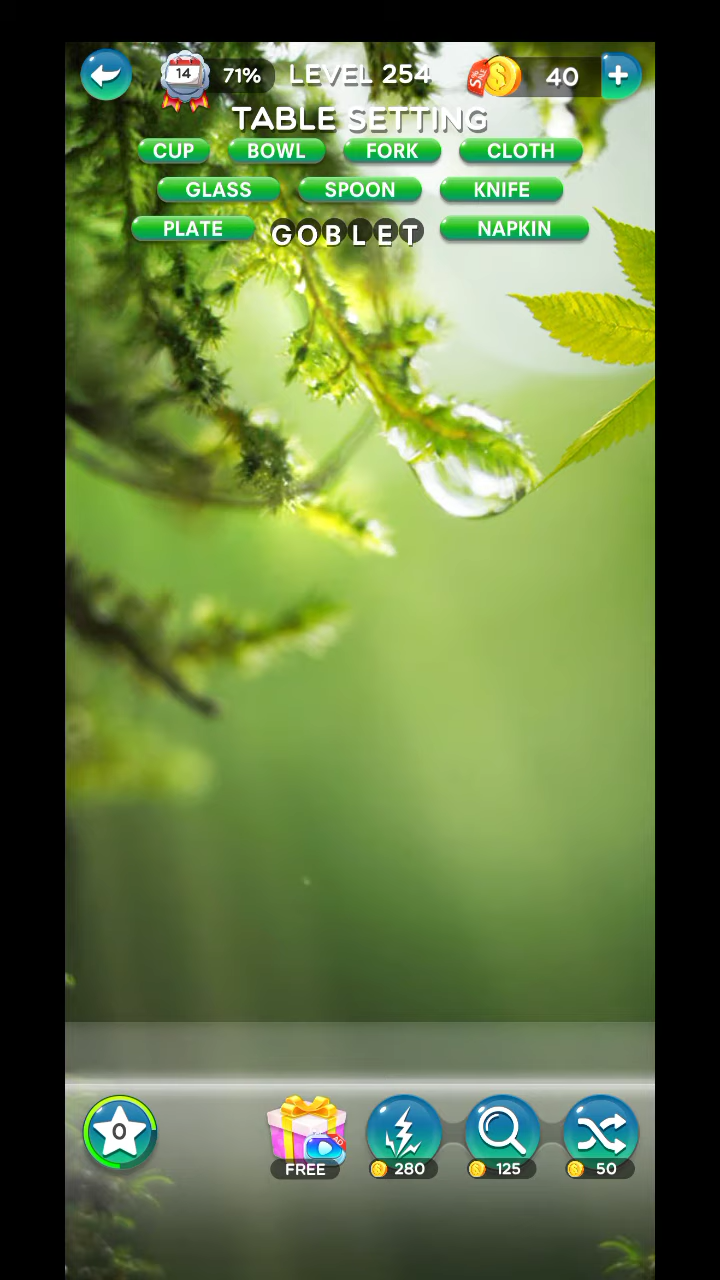 14 71% LEVEL 254 40
TABLE SETTING
CUP BOWL FORK CLOTH
GLASS SPOON KNIFE
PLATE GOBLET NAPKIN
0 FREE 280 125 50